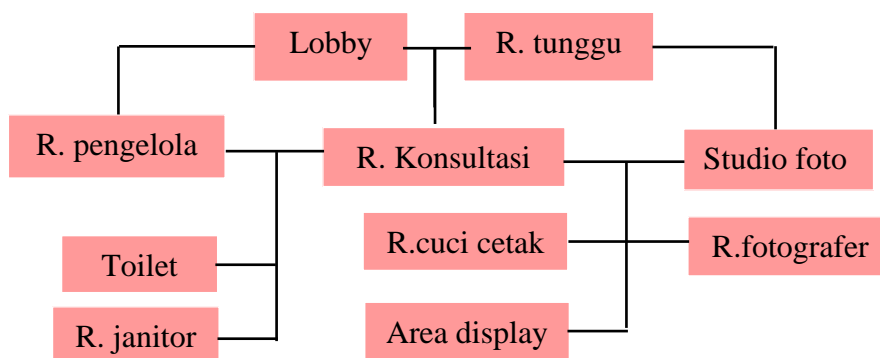 Lobby
R. tunggu
R. pengelola
R. Konsultasi
Studio foto
R.cuci cetak
R.fotografer
Toilet
Area display
R. janitor